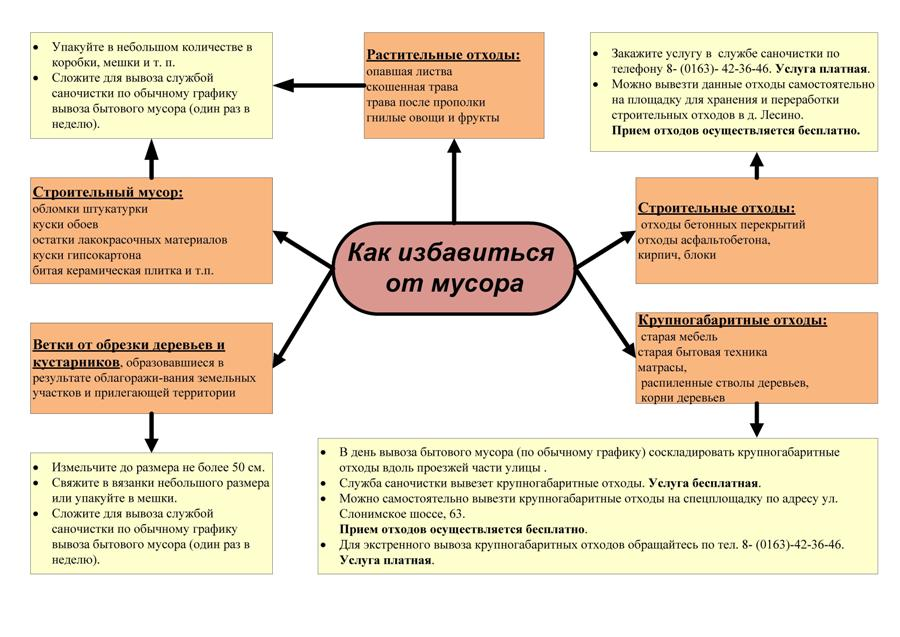 Упакуйте в небольшом количестве в
коробки, мешки и т. п.
Сложите для вывоза службой
саночистки по обычному графику
вывоза бытового мусора (один раз в
неделю).
Растительные отходы:
опавшая листва
скошенная трава
трава после прополки
гнилые овощи и фрукты
Закажите услугу в службе саночистки по
телефону 8- (0163)- 42-36-46. Услуга платная.
Можно вывезти данные отходы самостоятельно
на площадку для хранения и переработки
строительных отходов в д. Лесино.
Прием отходов осуществляется бесплатно.
Строительный мусор:
обломки штукатурки
куски обоев
остатки лакокрасочных материалов
куски гипсокартона
битая керамическая плитка и т.п.
Как избавиться
от мусора
Строительные отходы:
отходы бетонных перекрытий
отходы асфальтобетона,
кирпич, блоки
Ветки от обрезки деревьев и
кустарников, образовавшиеся в
результате облагоражи-вания земельных
участков и прилегающей территории
Крупногабаритные отходы:
старая мебель
старая бытовая техника
матрасы,
распиленные стволы деревьев,
корни деревьев
Измельчите до размера не более 50 см.
Свяжите в вязанки небольшого размера
или упакуйте в мешки.
Сложите для вывоза службой
саночистки по обычному графику
вывоза бытового мусора (один раз в
неделю).
В день вывоза бытового мусора (по обычному графику) соскладировать крупногабаритные
отходы вдоль проезжей части улицы .
Служба саночистки вывезет крупногабаритные отходы. Услуга бесплатная.
Можно самостоятельно вывезти крупногабаритные отходы на спецплощадку по адресу ул.
Слонимское шоссе, 63.
Прием отходов осуществляется бесплатно.
Для экстренного вывоза крупногабаритных отходов обращайтесь по тел. 8- (0163)-42-36-46.
Услуга платная.